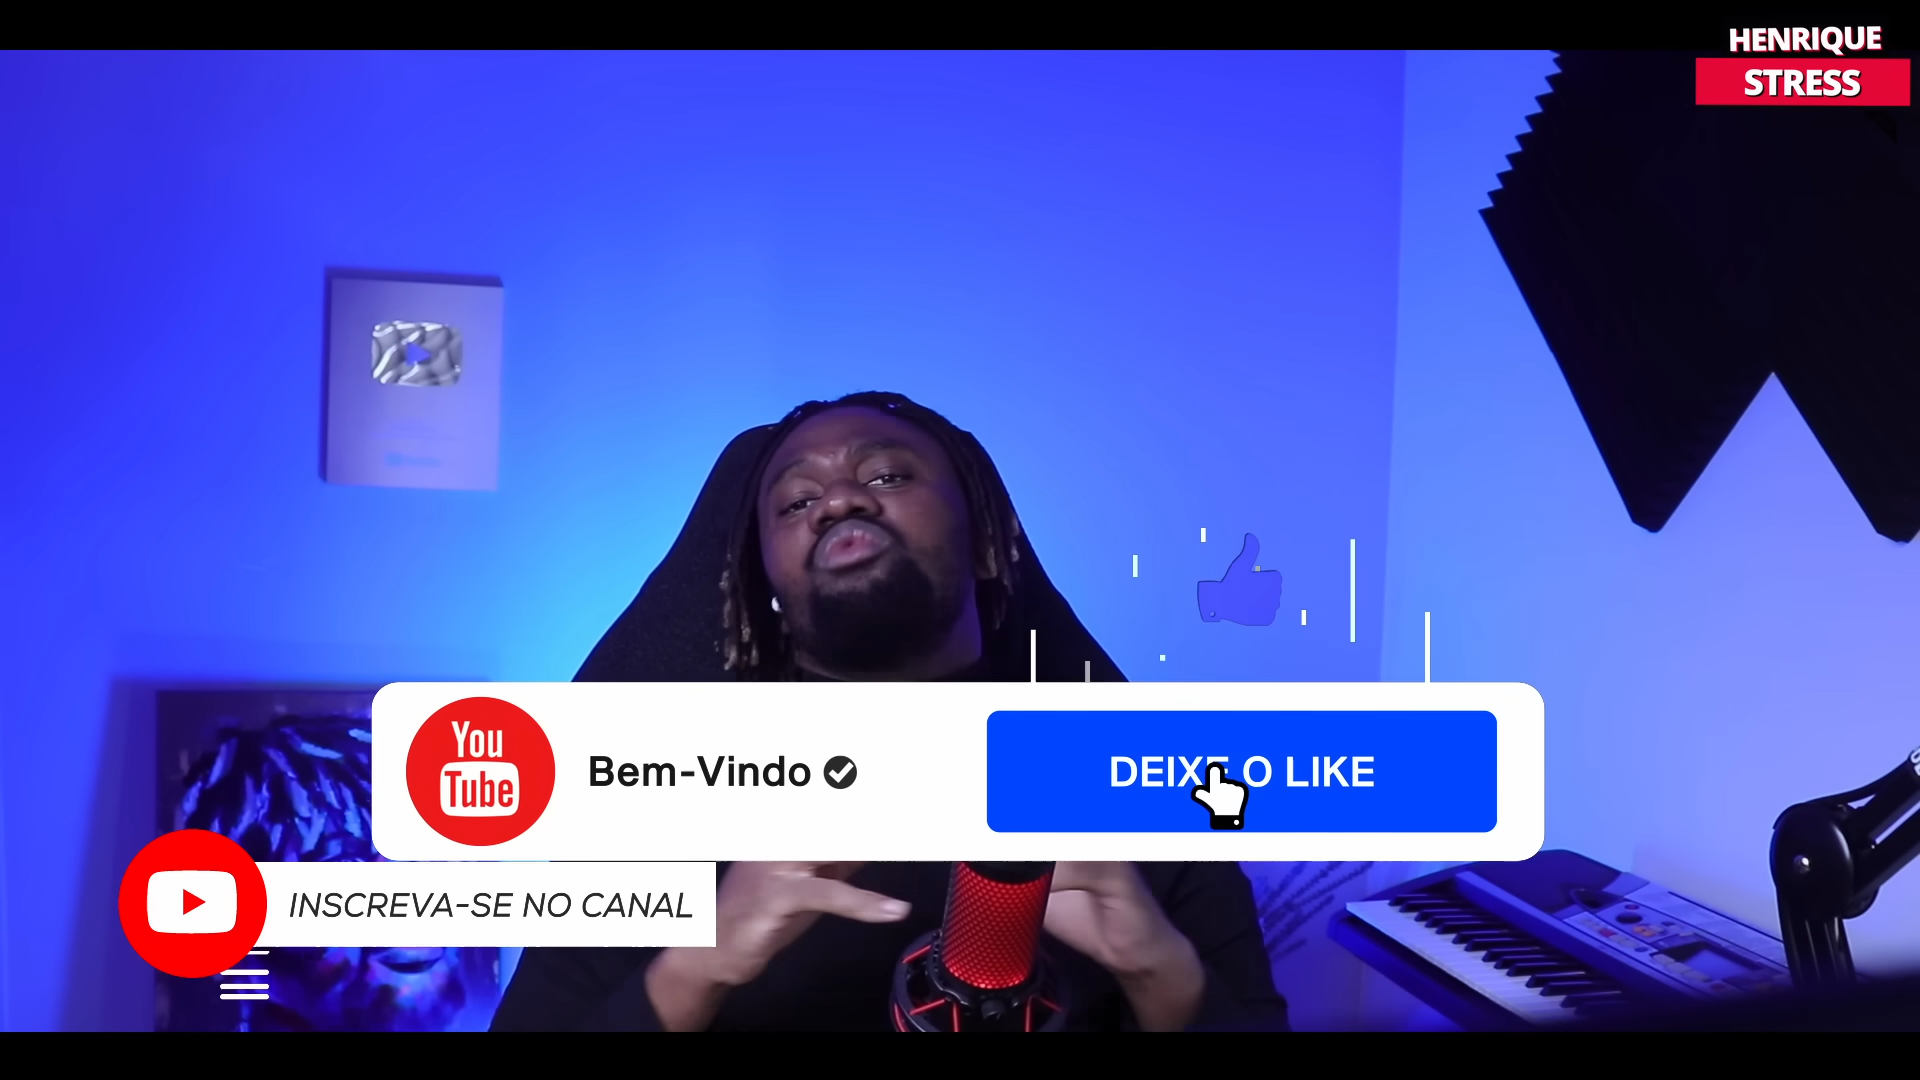 HENRIQUE
STRESS
You
Tube
Bem-Vindo
DEIXE O LIKE
INSCREVA-SE NO CANAL